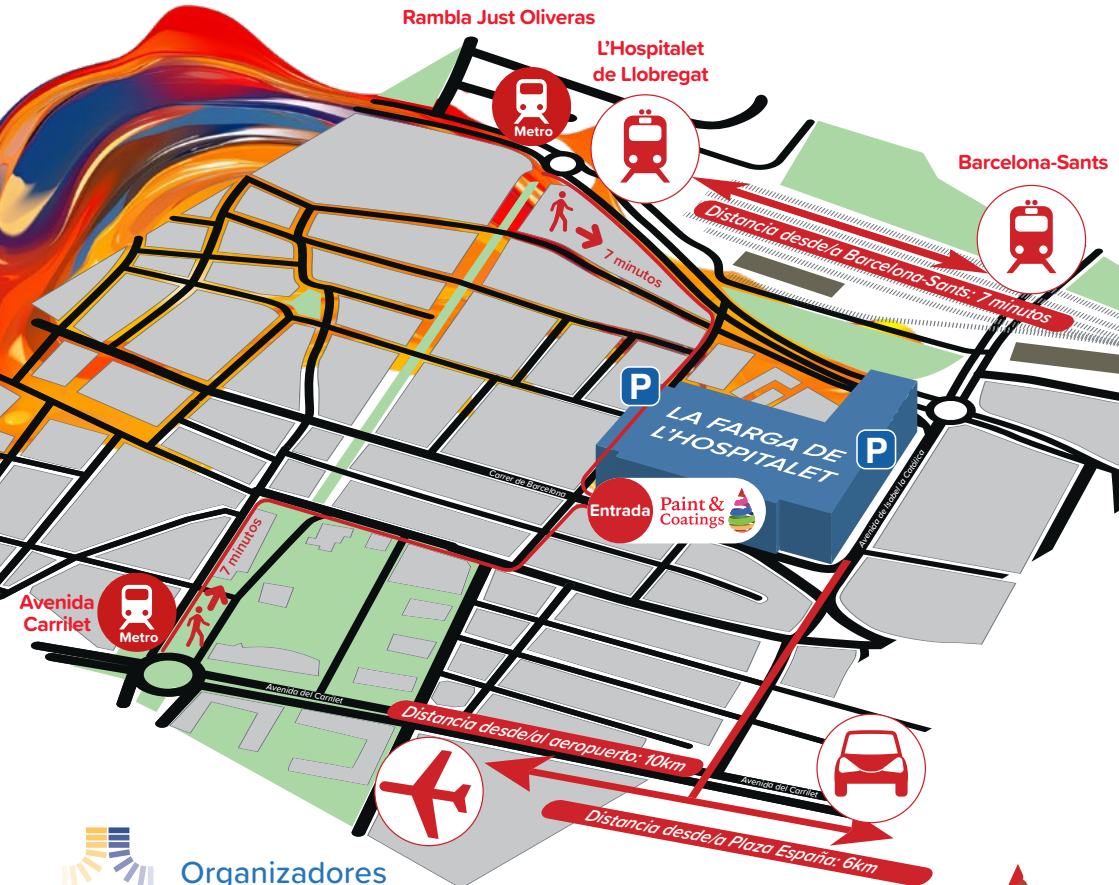 Rambla Just Oliveras
L'Hospitalet
de Llobregat
Metro
Barcelona-Sants
Distancia desde/a Barcelona-Sants: 7 minutos
7 minutos
P
LA FARGA DE
L'HOSPITALET
P
Carrer de Barcelona
Entrada
Paint &
Coatings
Avenida de Isabel la Católica
7 minutos
Avenida
Carrilet
Metro
Avenida del Carrilet
Distancia desde/al aeropuerto: 10km
Avenida del Carrilet
Distancia desde/a Plaza España: 6km
Organizadores